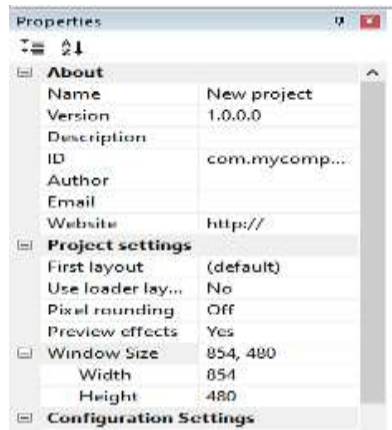 Properties
About
Name New project
Version 1.0.0.0
Description
ID com.mycomp...
Author
Email
Website http://
Project settings
First layout (default)
Use loader lay... No
Pixel rounding Off
Preview effects Yes
Window Size 854, 480
Width 854
Height 480
Configuration Settings